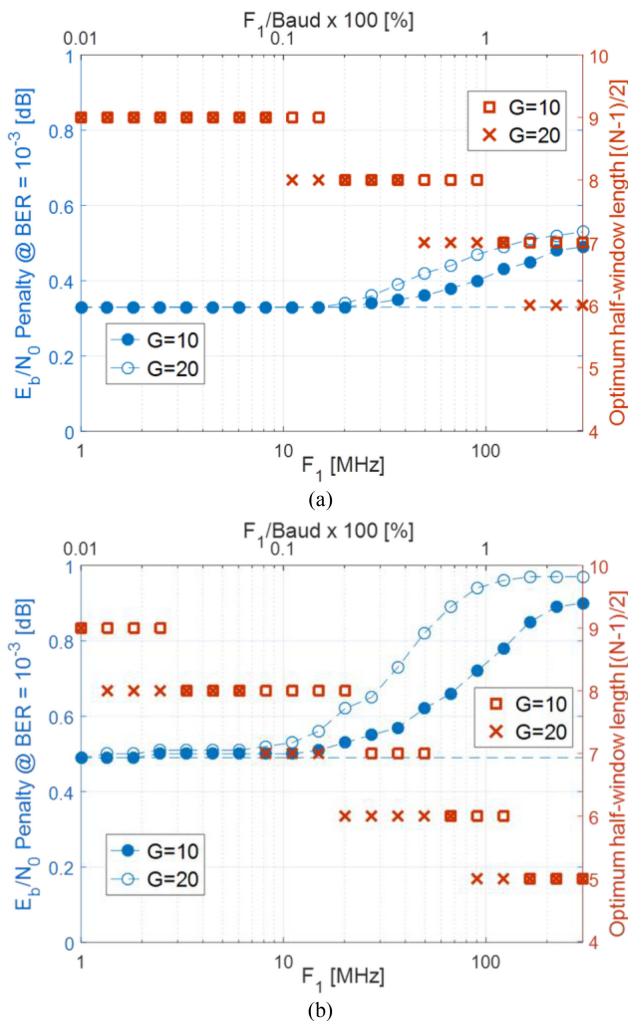 F₁/Baud x 100 [%]
0.01 0.1 1
E_b/N₀ Penalty @ BER = 10⁻³ [dB]
1
0.8
0.6
0.4
0.2
0
Optimum half-window length [(N-1)/2]
10
9
8
7
6
5
4
G=10
G=20
G=10
G=20
1 10 100
F₁ [MHz]
(a)
F₁/Baud x 100 [%]
0.01 0.1 1
E_b/N₀ Penalty @ BER = 10⁻³ [dB]
1
0.8
0.6
0.4
0.2
0
Optimum half-window length [(N-1)/2]
10
9
8
7
6
5
4
G=10
G=20
G=10
G=20
1 10 100
F₁ [MHz]
(b)